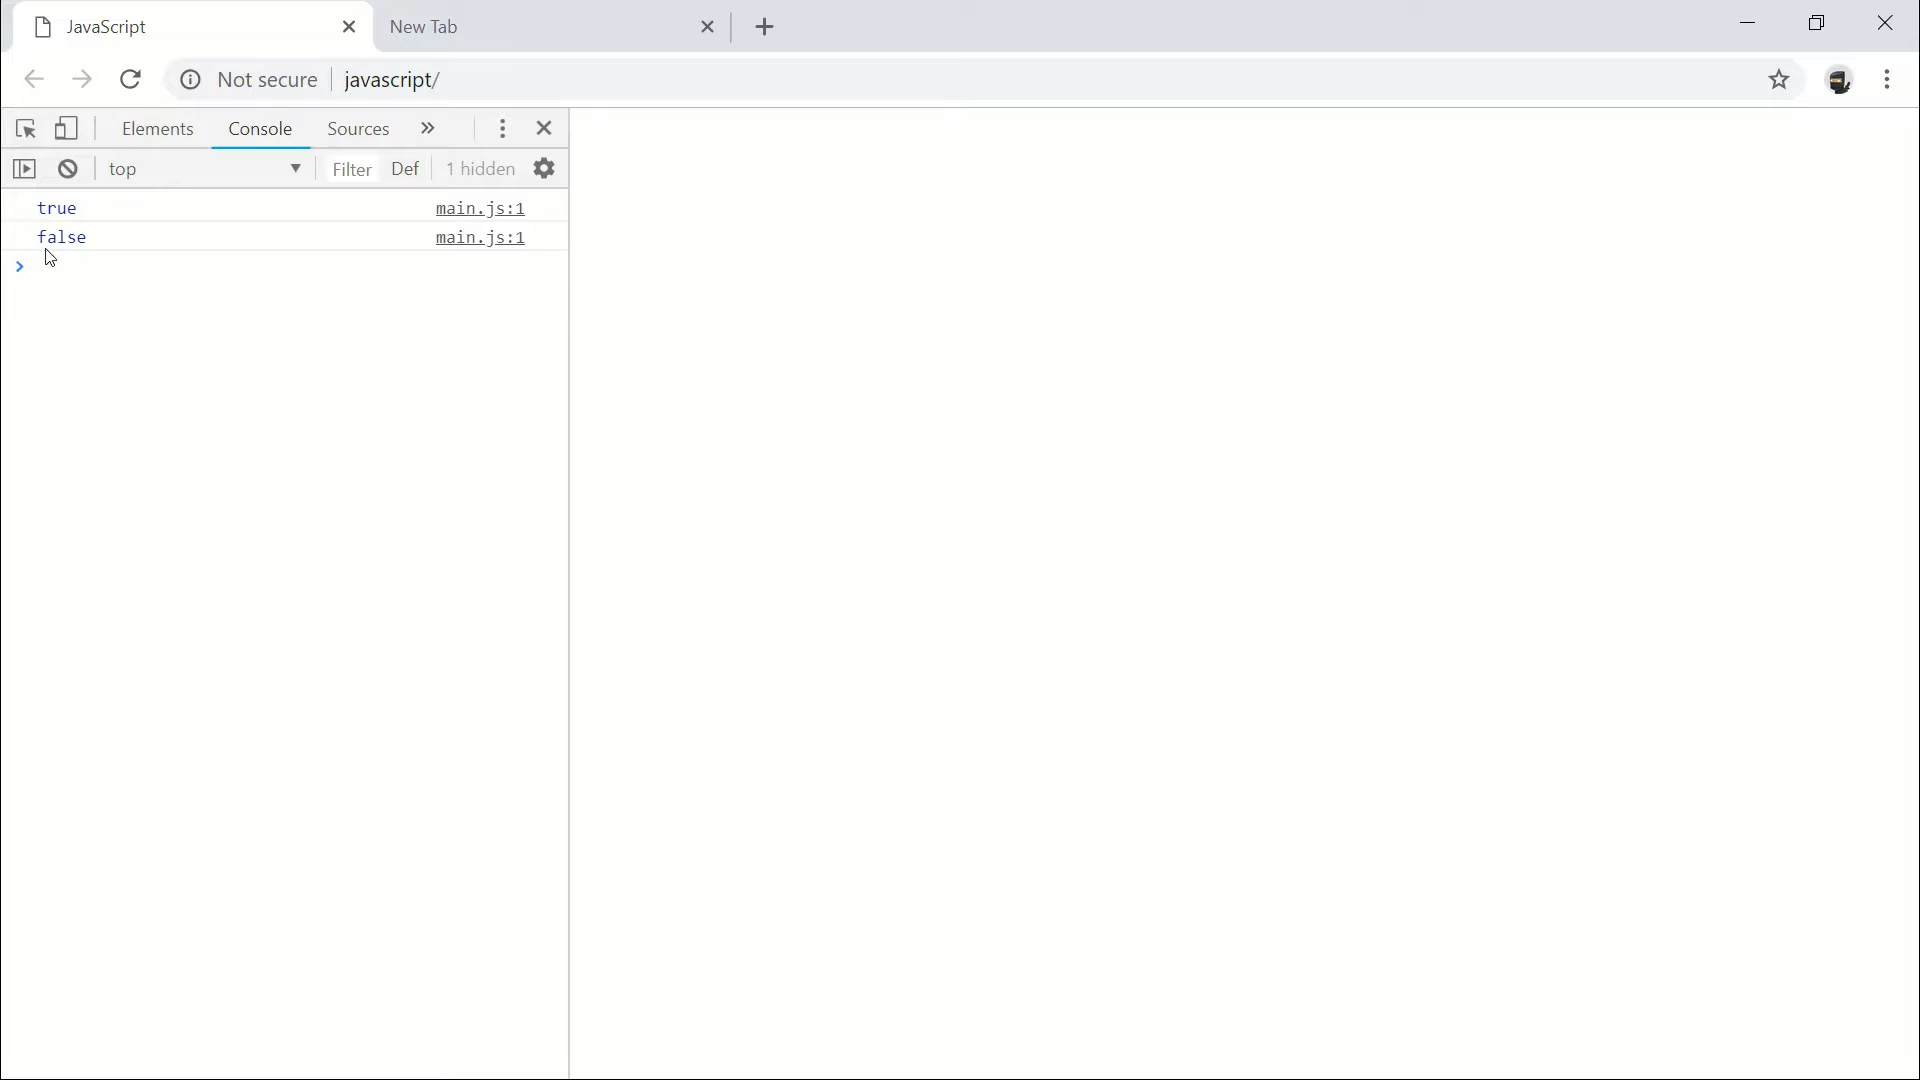 JavaScript
New Tab
Not secure
javascript/
Elements
Console
Sources
top
Filter
Def
1 hidden
true main.js:1
false main.js:1